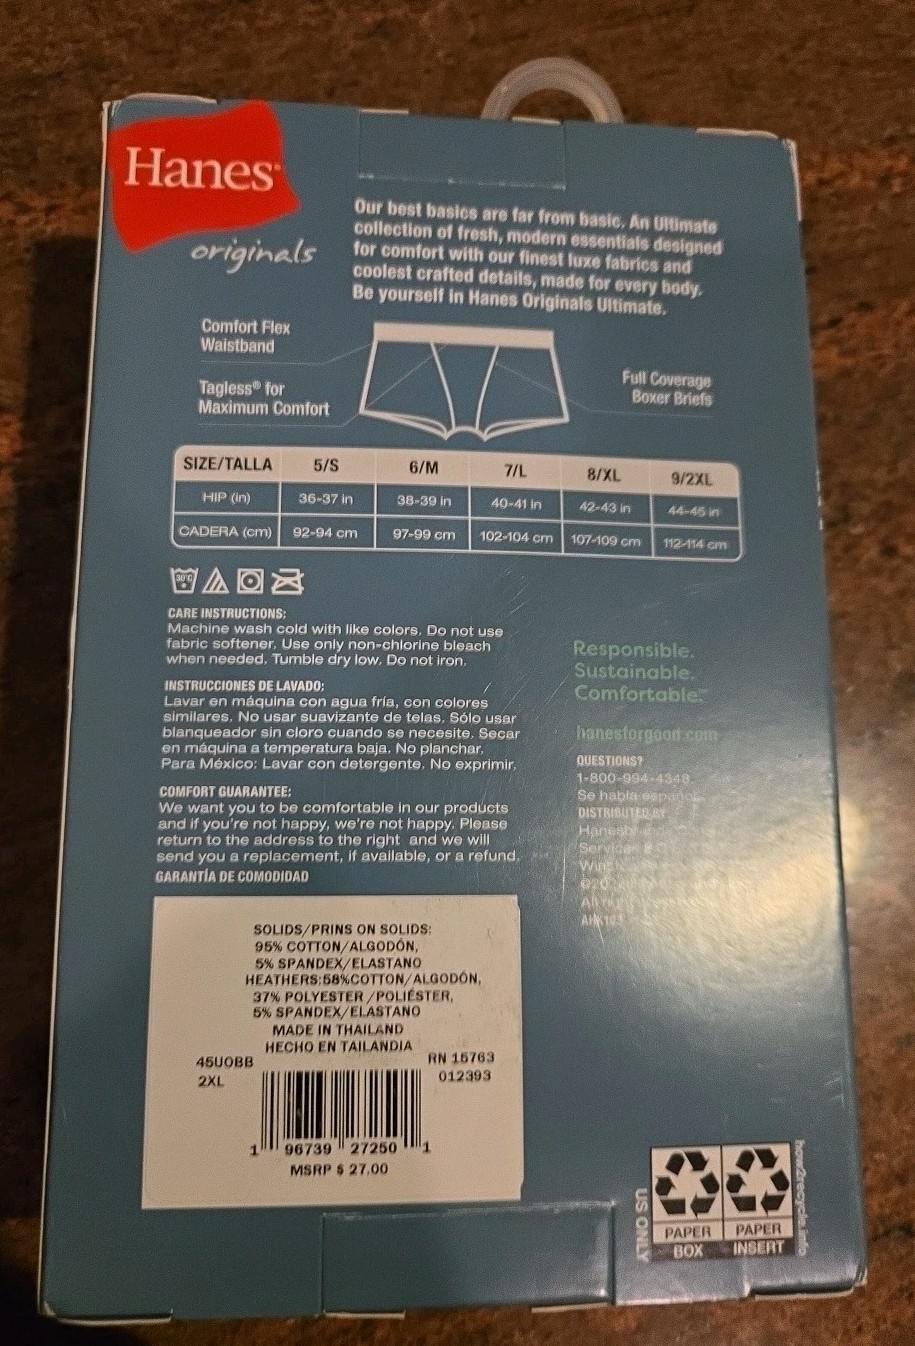 Hanes
originals
Our best basics are far from basic. An Ultimate
collection of fresh, modern essentials designed
for comfort with our finest luxe fabrics and
coolest crafted details, made for every body.
Be yourself in Hanes Originals Ultimate.
Comfort Flex
Waistband
Tagless® for
Maximum Comfort
Full Coverage
Boxer Briefs
SIZE/TALLA 5/S 6/M 7/L 8/XL 9/2XL
HIP (in) 36-37 in 38-39 in 40-41 in 42-43 in 44-45 in
CADERA (cm) 92-94 cm 97-99 cm 102-104 cm 107-109 cm 112-114 cm
30°C
CARE INSTRUCTIONS:
Machine wash cold with like colors. Do not use
fabric softener. Use only non-chlorine bleach
when needed. Tumble dry low. Do not iron.
INSTRUCCIONES DE LAVADO:
Lavar en máquina con agua fría, con colores
similares. No usar suavizante de telas. Sólo usar
blanqueador sin cloro cuando se necesite. Secar
en máquina a temperatura baja. No planchar.
Para México: Lavar con detergente. No exprimir.
COMFORT GUARANTEE:
We want you to be comfortable in our products
and if you're not happy, we're not happy. Please
return to the address to the right and we will
send you a replacement, if available, or a refund.
GARANTÍA DE COMODIDAD
Responsible.
Sustainable.
Comfortable.™
hanesforgood.com
QUESTIONS?
1-800-994-4348
Se habla español
DISTRIBUTED BY
Services
SOLIDS/PRINS ON SOLIDS:
95% COTTON/ALGODÓN,
5% SPANDEX/ELASTANO
HEATHERS:58%COTTON/ALGODÓN,
37% POLYESTER/POLIÉSTER,
5% SPANDEX/ELASTANO
MADE IN THAILAND
HECHO EN TAILANDIA
45UOBB RN 15763
2XL 012393
1 96739 27250 1
MSRP $ 27.00
US ONLY
PAPER PAPER
BOX INSERT
how2recycle.info